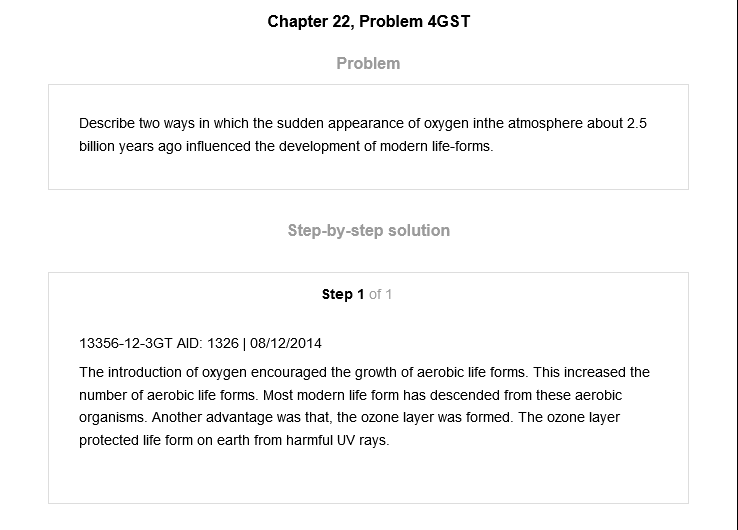 Chapter 22, Problem 4GST
Problem
Describe two ways in which the sudden appearance of oxygen inthe atmosphere about 2.5
billion years ago influenced the development of modern life-forms.
Step-by-step solution
Step 1 of 1
13356-12-3GT AID: 1326 | 08/12/2014
The introduction of oxygen encouraged the growth of aerobic life forms. This increased the
number of aerobic life forms. Most modern life form has descended from these aerobic
organisms. Another advantage was that, the ozone layer was formed. The ozone layer
protected life form on earth from harmful UV rays.